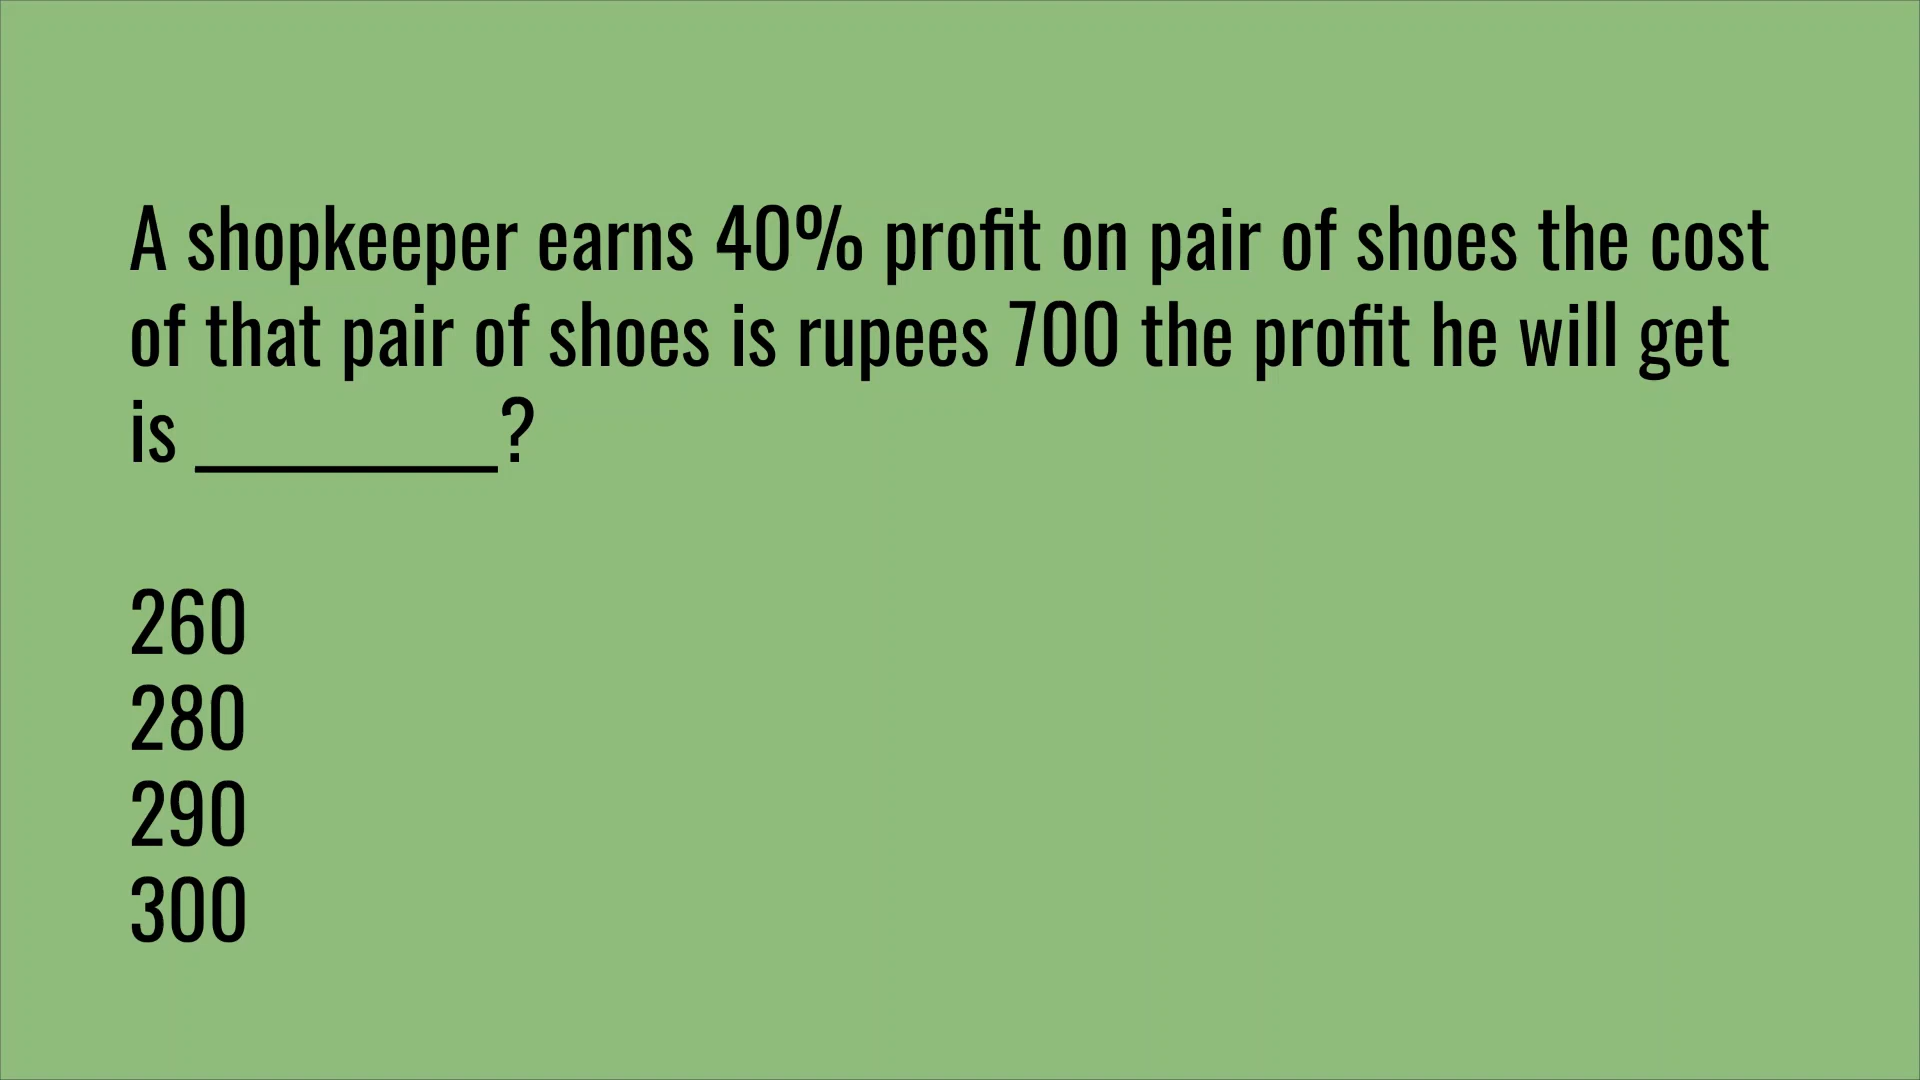 A shopkeeper earns 40% profit on pair of shoes the cost
of that pair of shoes is rupees 700 the profit he will get
is ________?
260
280
290
300